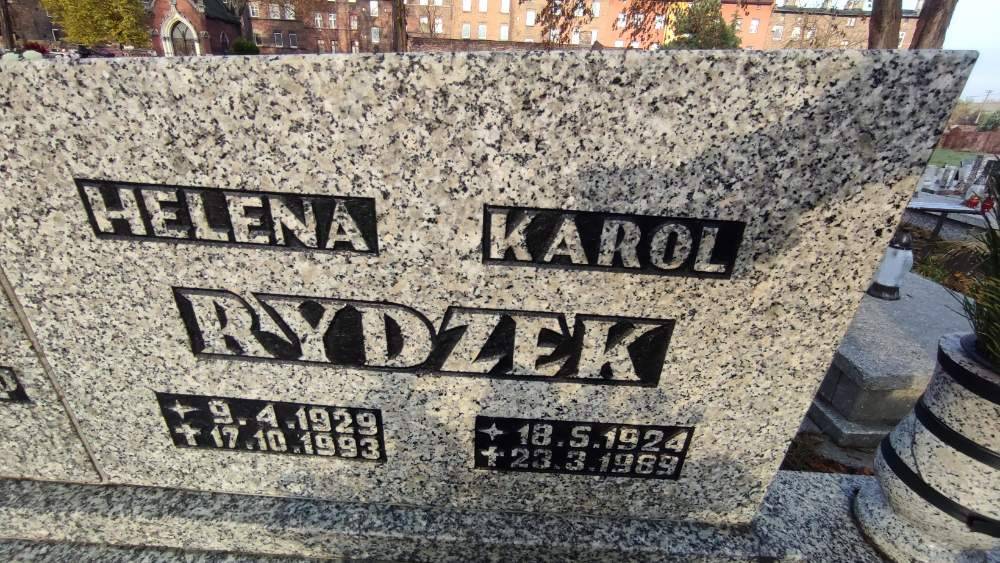 HELENA KAROL
RYDZEK
9.4.1929 18.5.1924
17.10.1993 23.3.1989